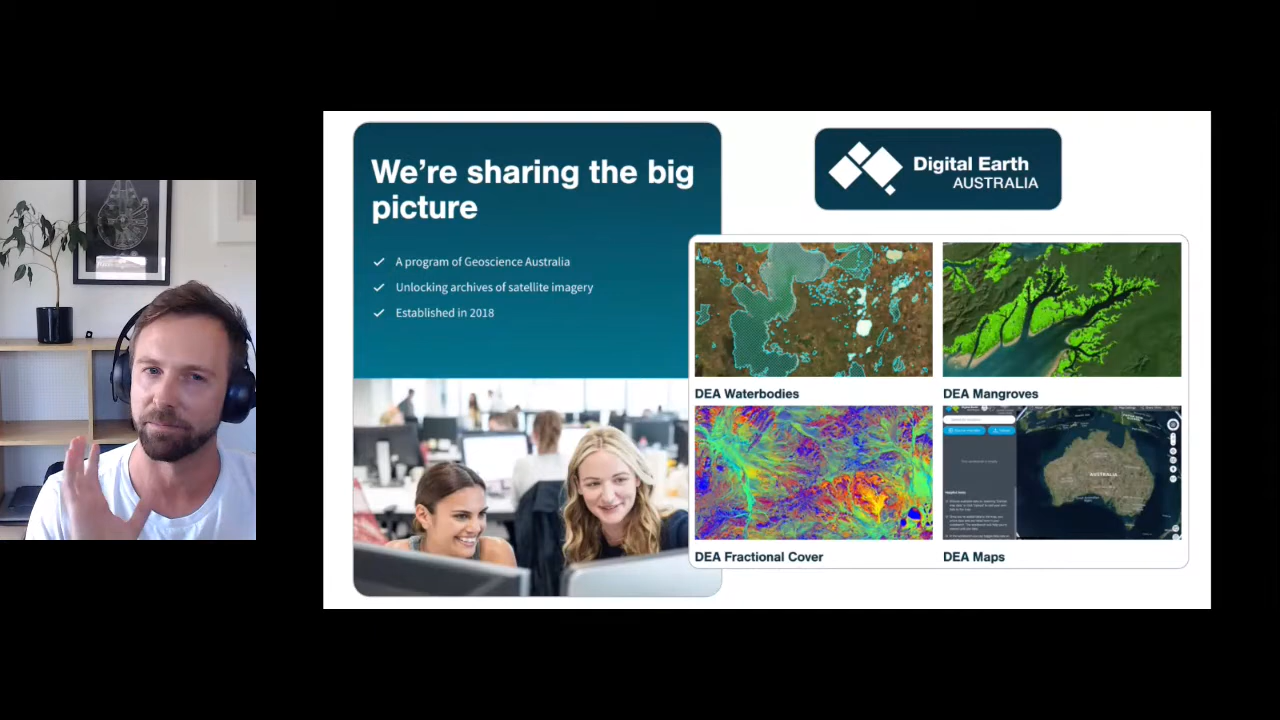 We're sharing the big
picture
A program of Geoscience Australia
Unlocking archives of satellite imagery
Established in 2018
Digital Earth
AUSTRALIA
DEA Waterbodies
DEA Mangroves
AUSTRALIA
DEA Fractional Cover
DEA Maps